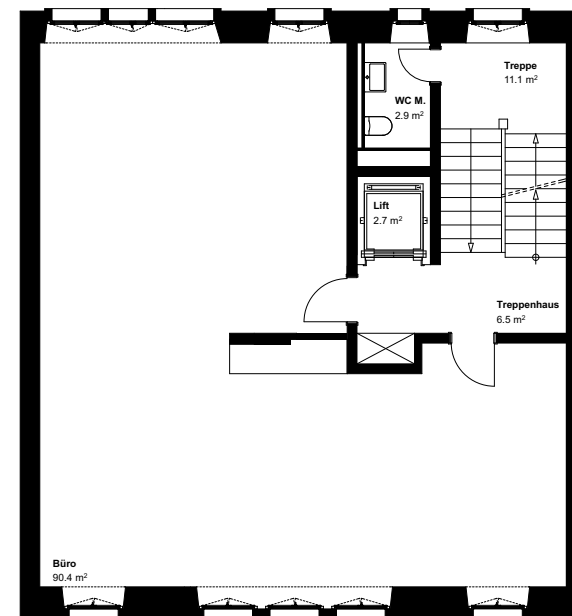 Treppe
11.1 m²
WC M.
2.9 m²
Lift
2.7 m²
Treppenhaus
6.5 m²
Büro
90.4 m²